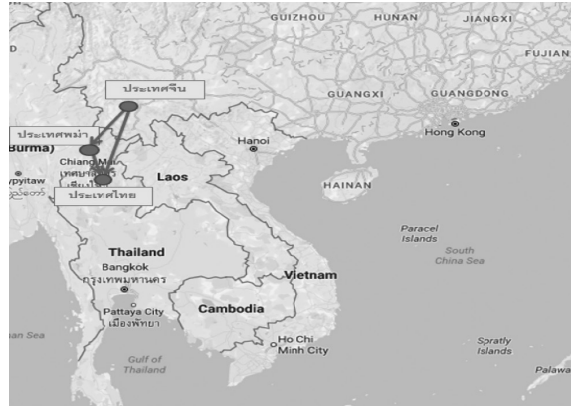 GUIZHOU
HUNAN
JIANGXI
FUJIAN
ประเทศจีน
GUANGXI
GUANGDONG
Hong Kong
ประเทศพม่า
Burma)
Hanoi
Chiang
Laos
HAINAN
ประเทศไทย
Paracel
Islands
South
China Sea
Thailand
Bangkok
กรุงเทพมหานคร
Vietnam
Pattaya City
เมืองพัทยา
Cambodia
Ho Chi
Minh City
an Sea
Gulf of
Thailand
Spratly
Islands
Palawa